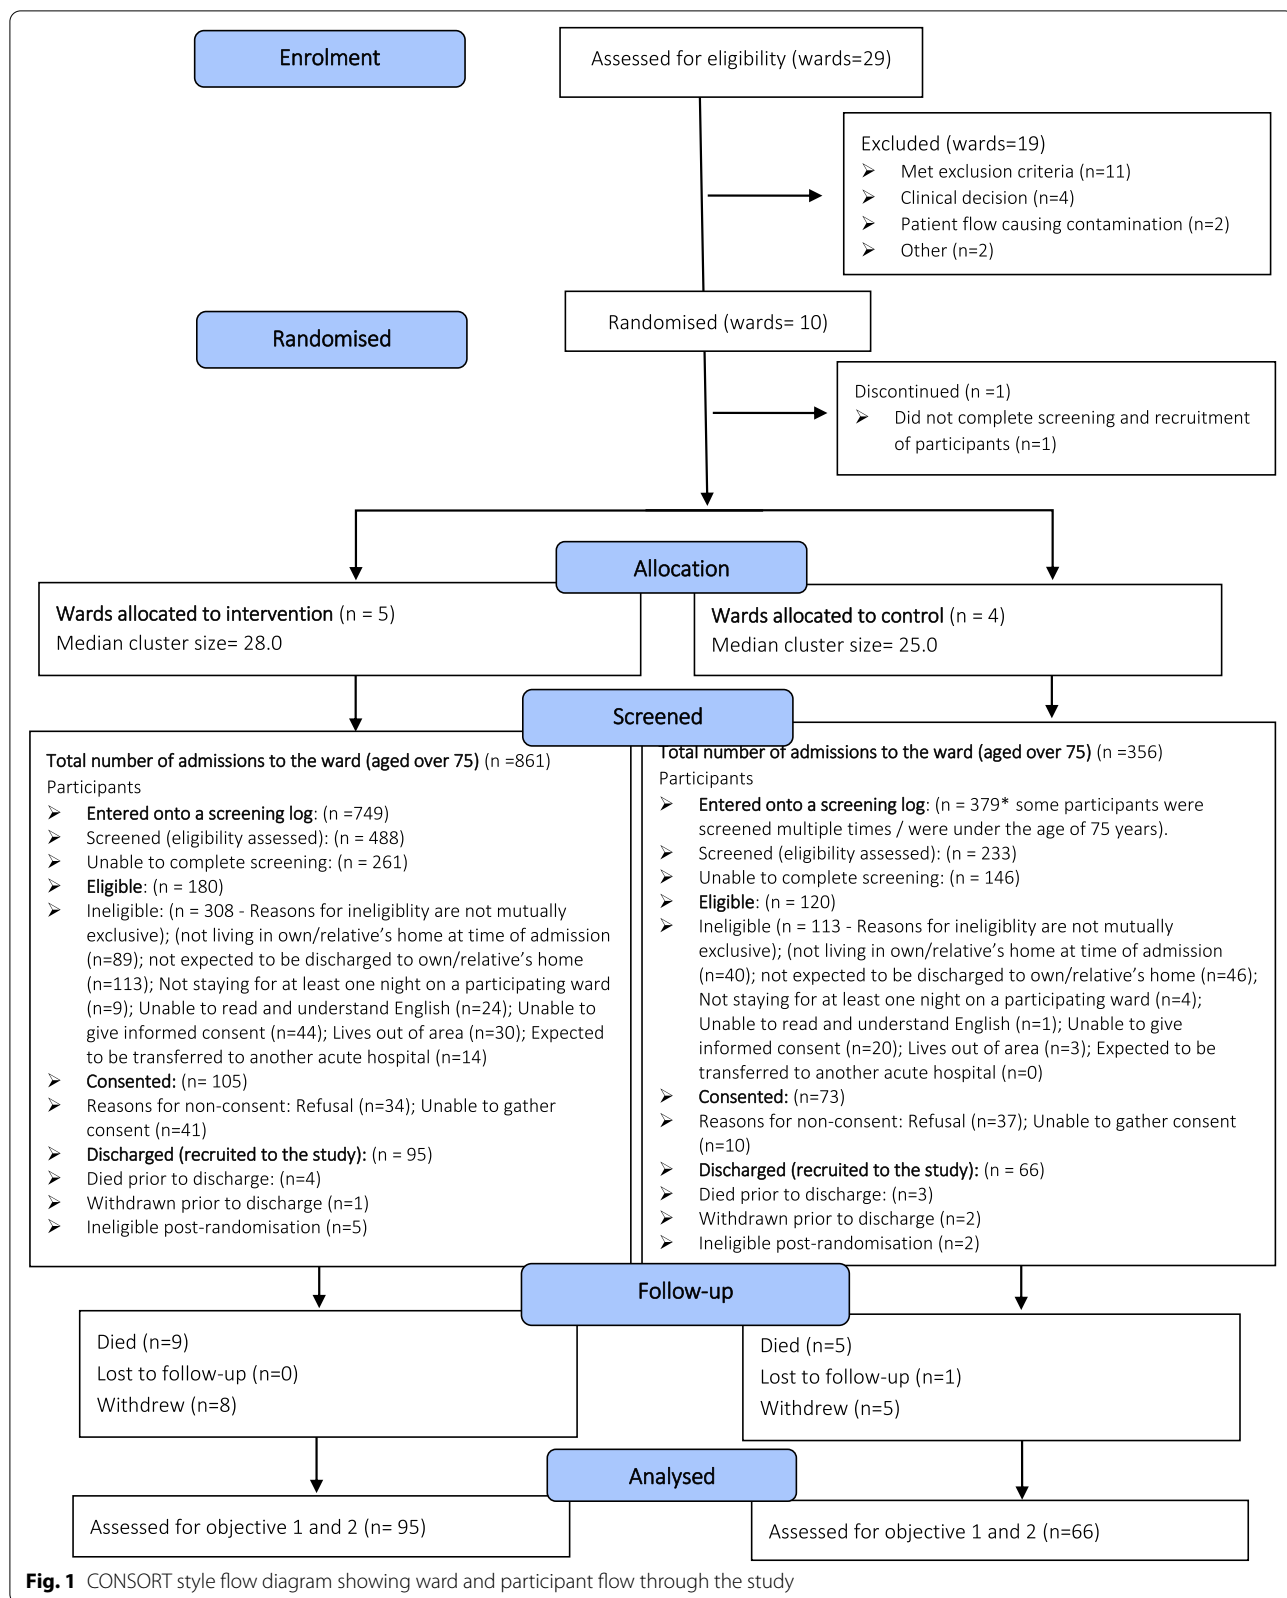 Enrolment
Assessed for eligibility (wards=29)
Excluded (wards=19)
➢ Met exclusion criteria (n=11)
➢ Clinical decision (n=4)
➢ Patient flow causing contamination (n=2)
➢ Other (n=2)
Randomised
Randomised (wards= 10)
Discontinued (n =1)
➢ Did not complete screening and recruitment
of participants (n=1)
Allocation
Wards allocated to intervention (n = 5)
Median cluster size= 28.0
Wards allocated to control (n = 4)
Median cluster size= 25.0
Screened
Total number of admissions to the ward (aged over 75) (n =861)
Participants
➢ Entered onto a screening log: (n =749)
➢ Screened (eligibility assessed): (n = 488)
➢ Unable to complete screening: (n = 261)
➢ Eligible: (n = 180)
➢ Ineligible: (n = 308 - Reasons for ineligiblity are not mutually
exclusive); (not living in own/relative's home at time of admission
(n=89); not expected to be discharged to own/relative's home
(n=113); Not staying for at least one night on a participating ward
(n=9); Unable to read and understand English (n=24); Unable to
give informed consent (n=44); Lives out of area (n=30); Expected
to be transferred to another acute hospital (n=14)
➢ Consented: (n= 105)
➢ Reasons for non-consent: Refusal (n=34); Unable to gather
consent (n=41)
➢ Discharged (recruited to the study): (n = 95)
➢ Died prior to discharge: (n=4)
➢ Withdrawn prior to discharge (n=1)
➢ Ineligible post-randomisation (n=5)
Total number of admissions to the ward (aged over 75) (n =356)
Participants
➢ Entered onto a screening log: (n = 379* some participants were
screened multiple times / were under the age of 75 years).
➢ Screened (eligibility assessed): (n = 233)
➢ Unable to complete screening: (n = 146)
➢ Eligible: (n = 120)
➢ Ineligible (n = 113 - Reasons for ineligiblity are not mutually
exclusive); (not living in own/relative's home at time of admission
(n=40); not expected to be discharged to own/relative's home (n=46);
Not staying for at least one night on a participating ward (n=4);
Unable to read and understand English (n=1); Unable to give
informed consent (n=20); Lives out of area (n=3); Expected to be
transferred to another acute hospital (n=0)
➢ Consented: (n=73)
➢ Reasons for non-consent: Refusal (n=37); Unable to gather consent
(n=10)
➢ Discharged (recruited to the study): (n = 66)
➢ Died prior to discharge: (n=3)
➢ Withdrawn prior to discharge (n=2)
➢ Ineligible post-randomisation (n=2)
Follow-up
Died (n=9)
Lost to follow-up (n=0)
Withdrew (n=8)
Died (n=5)
Lost to follow-up (n=1)
Withdrew (n=5)
Analysed
Assessed for objective 1 and 2 (n= 95)
Assessed for objective 1 and 2 (n=66)
Fig. 1 CONSORT style flow diagram showing ward and participant flow through the study